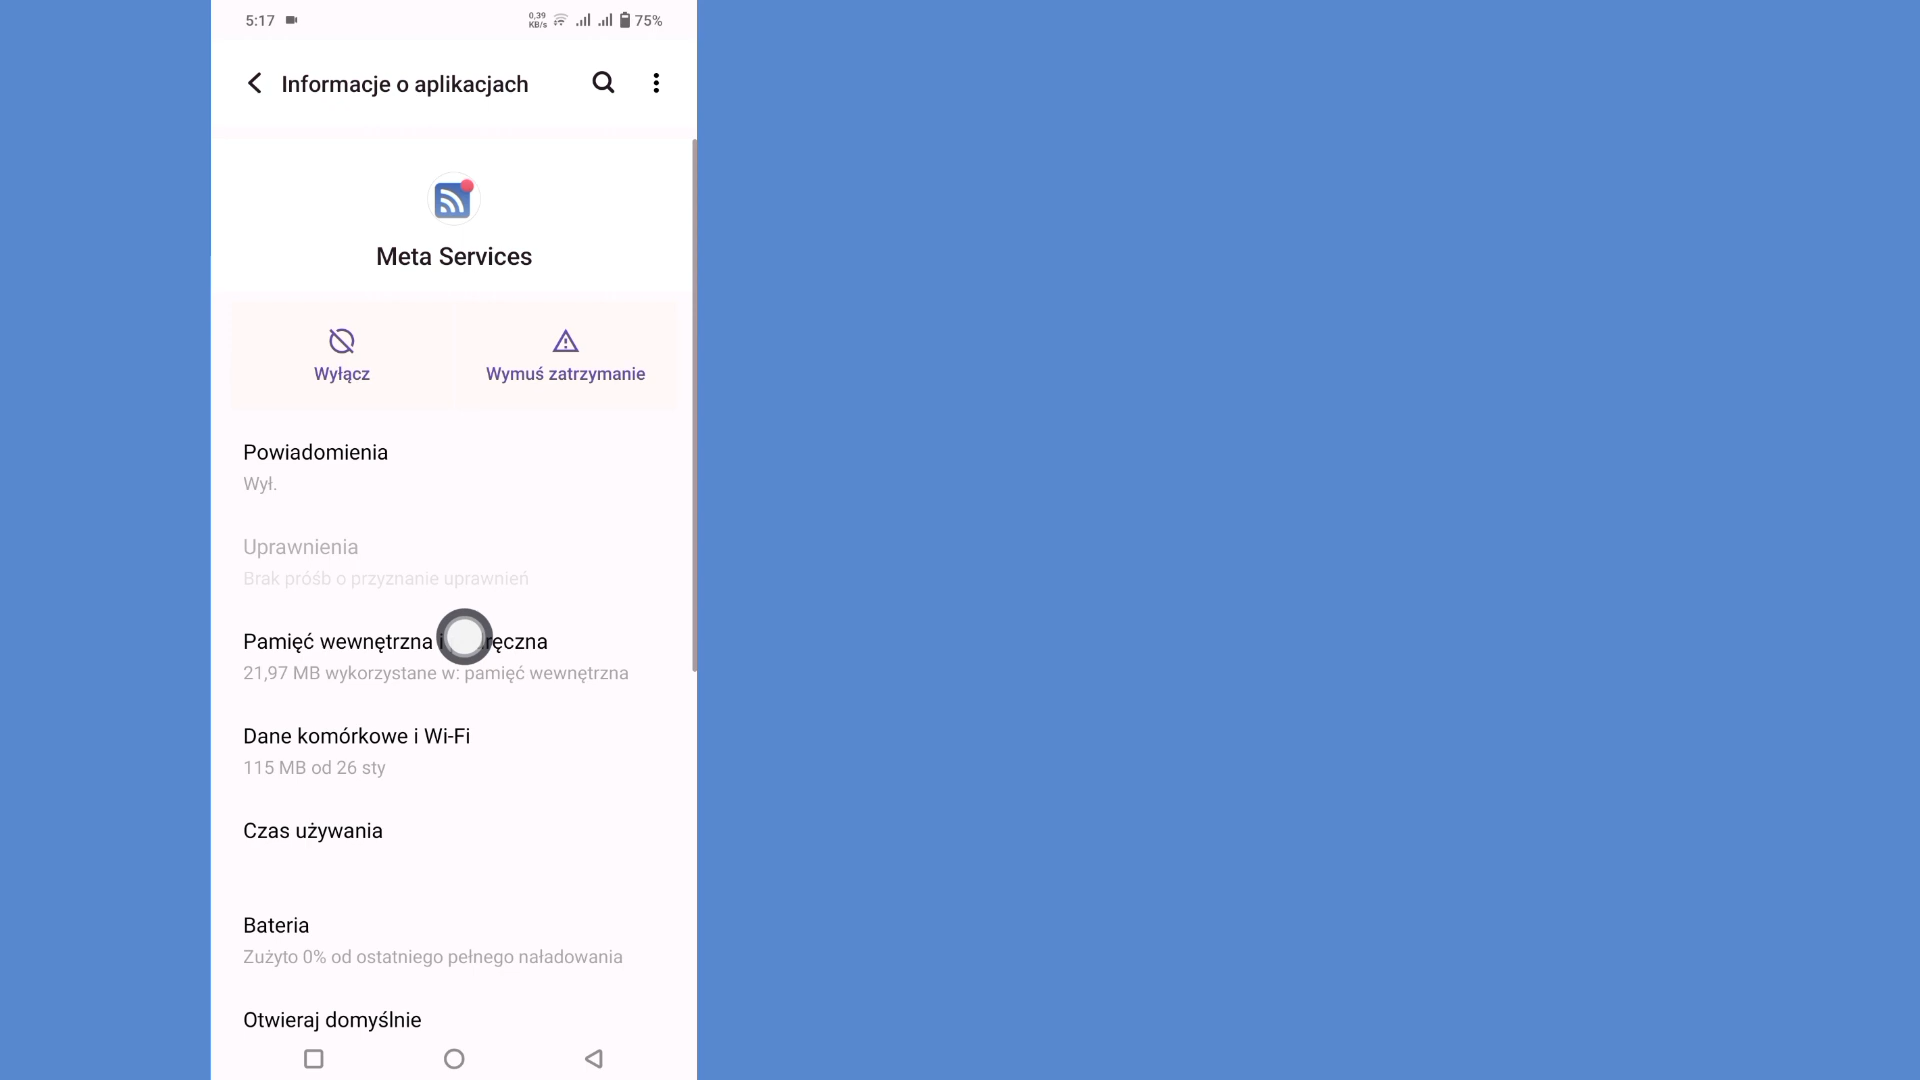 5:17
0,39
KB/s
75%
Informacje o aplikacjach
Meta Services
Wyłącz
Wymuś zatrzymanie
Powiadomienia
Wył.
Uprawnienia
Brak próśb o przyznanie uprawnień
Pamięć wewnętrzna i
21,97 MB wykorzystane w: pamięć wewnętrzna
Dane komórkowe i Wi-Fi
115 MB od 26 sty
Czas używania
Bateria
Zużyto 0% od ostatniego pełnego naładowania
Otwieraj domyślnie